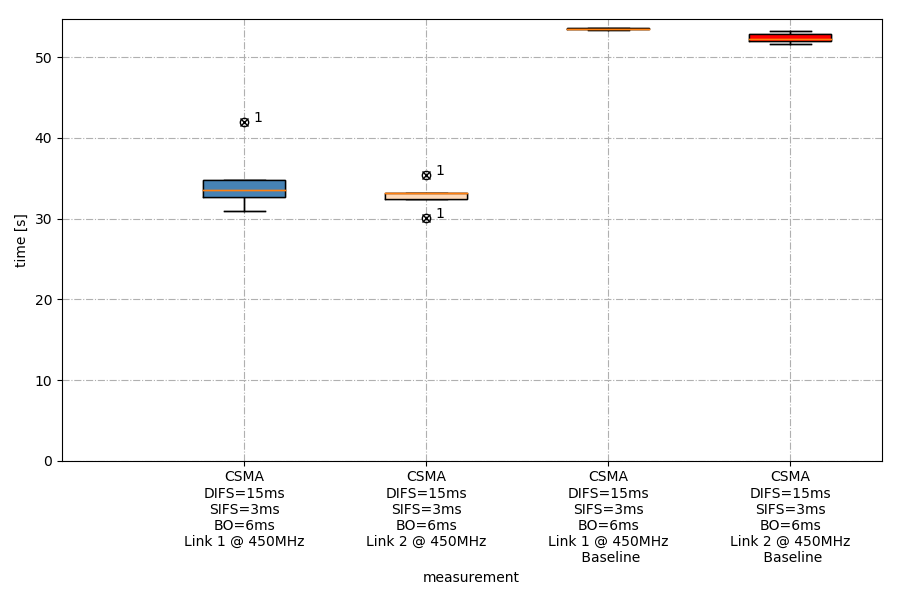 time [s]
50
40
30
20
10
0
1
1
1
CSMA
DIFS=15ms
SIFS=3ms
BO=6ms
Link 1 @ 450MHz
CSMA
DIFS=15ms
SIFS=3ms
BO=6ms
Link 2 @ 450MHz
CSMA
DIFS=15ms
SIFS=3ms
BO=6ms
Link 1 @ 450MHz
Baseline
CSMA
DIFS=15ms
SIFS=3ms
BO=6ms
Link 2 @ 450MHz
Baseline
measurement